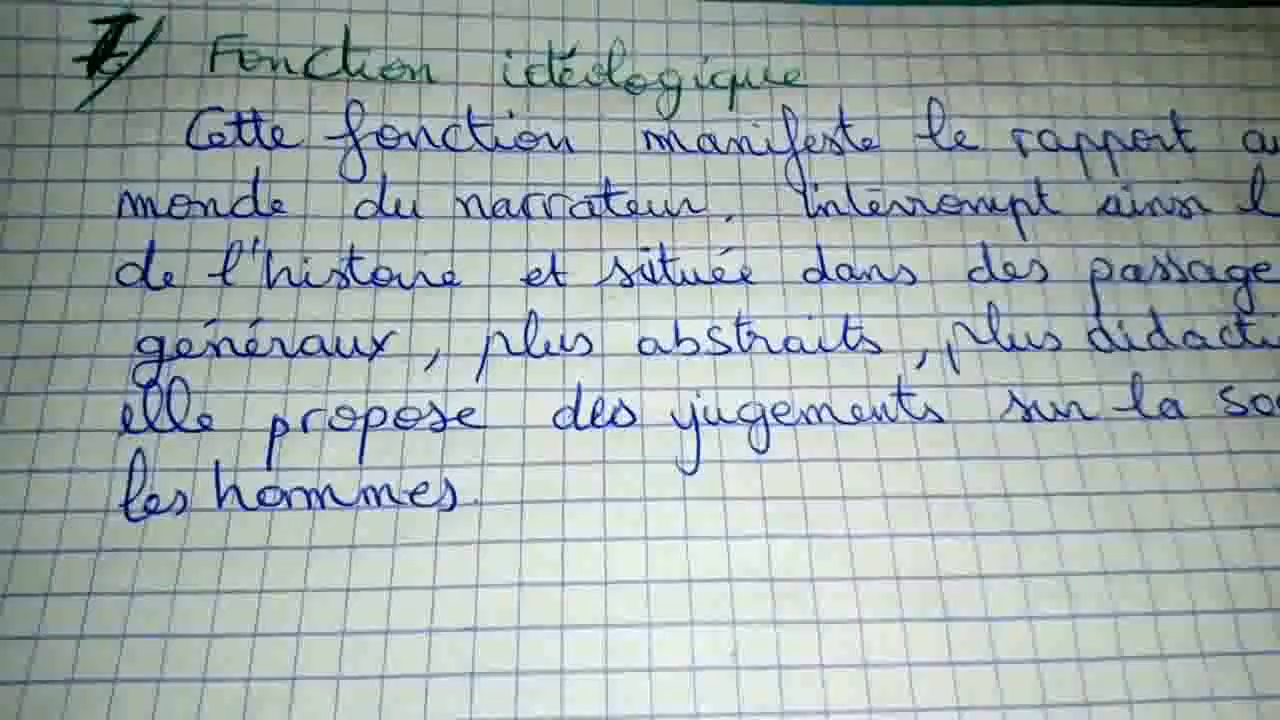 7/ Fonction idéologique
Cette fonction manifeste le rapport au
monde du narrateur. Interrompt ainsi l
de l'histoire et située dans des passage
généraux, plus abstraits, plus didacti
elle propose des jugements sur la so
les hommes.